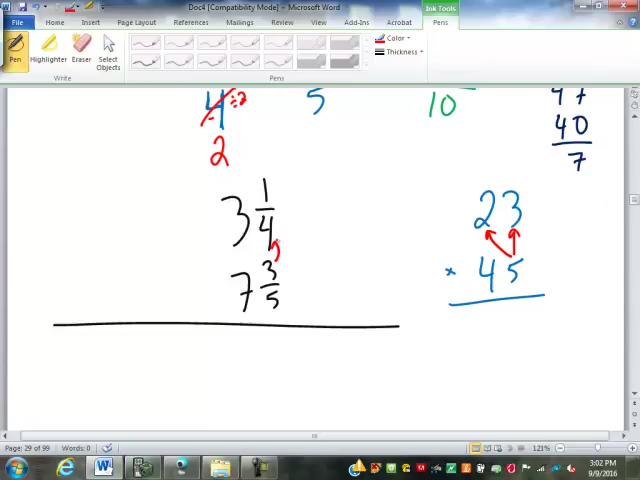 Doc4 [Compatibility Mode] - Microsoft Word
Ink Tools
File Home Insert Page Layout References Mailings Review View Add-Ins Acrobat Pens
Pen Highlighter Eraser Select Objects
Color
Thickness
Write
Pens
4 ÷2 5 10 47
40
2 7
3 1/4 23
7 3/5 × 45
Page: 29 of 99 Words: 0 121%
3:02 PM
9/9/2016